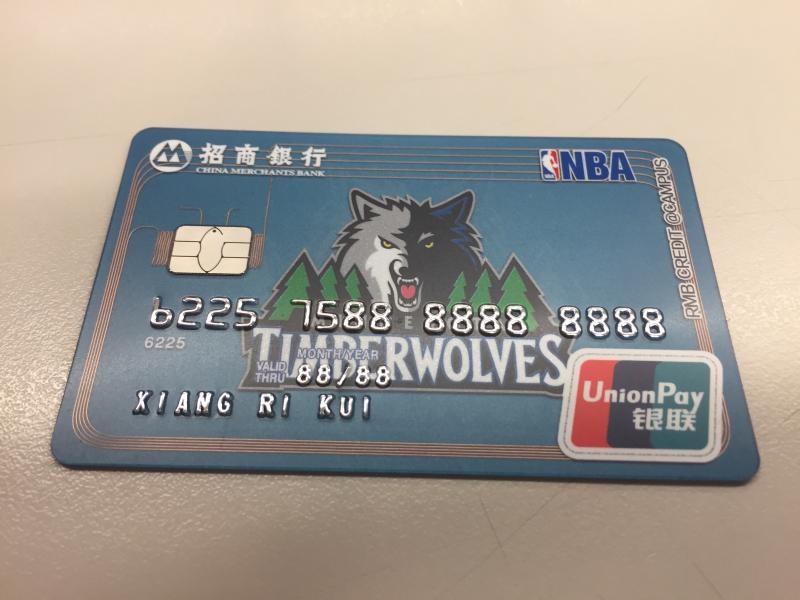 招商银行
CHINA MERCHANTS BANK
NBA
RMB CREDIT @CAMPUS
6225 7588 8888 8888
6225
TIMBERWOLVES
MONTH/YEAR
VALID
THRU
88/88
XIANG RI KUI
UnionPay
银联